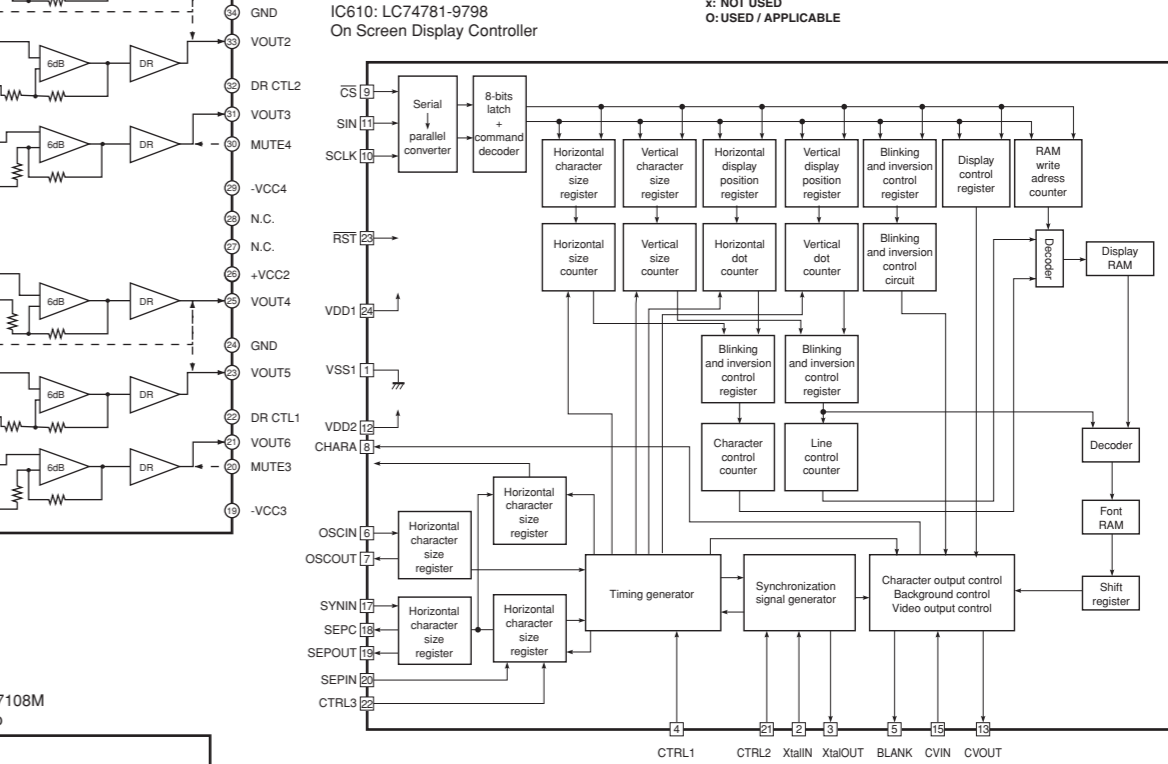 x: NOT USED
O: USED / APPLICABLE
IC610: LC74781-9798
On Screen Display Controller
34 GND
33 VOUT2
32 DR CTL2
31 VOUT3
30 MUTE4
29 -VCC4
28 N.C.
27 N.C.
26 +VCC2
25 VOUT4
24 GND
23 VOUT5
22 DR CTL1
21 VOUT6
20 MUTE3
19 -VCC3
6dB DR
6dB DR
6dB DR
6dB DR
6dB DR
7108M
CS 9
SIN 11
SCLK 10
RST 23
VDD1 24
VSS1 1
VDD2 12
CHARA 8
OSCIN 6
OSCOUT 7
SYNIN 17
SEPC 18
SEPOUT 19
SEPIN 20
CTRL3 22
Serial
parallel
converter
8-bits
latch
+
command
decoder
Horizontal
character
size
register
Vertical
character
size
register
Horizontal
display
position
register
Vertical
display
position
register
Blinking
and inversion
control
register
Display
control
register
RAM
write
adress
counter
Horizontal
size
counter
Vertical
size
counter
Horizontal
dot
counter
Vertical
dot
counter
Blinking
and inversion
control
circuit
Decoder
Display
RAM
Blinking
and inversion
control
register
Blinking
and inversion
control
register
Character
control
counter
Line
control
counter
Decoder
Font
RAM
Shift
register
Horizontal
character
size
register
Horizontal
character
size
register
Horizontal
character
size
register
Horizontal
character
size
register
Timing generator
Synchronization
signal generator
Character output control
Background control
Video output control
4 21 2 3 5 15 13
CTRL1 CTRL2 XtalIN XtalOUT BLANK CVIN CVOUT